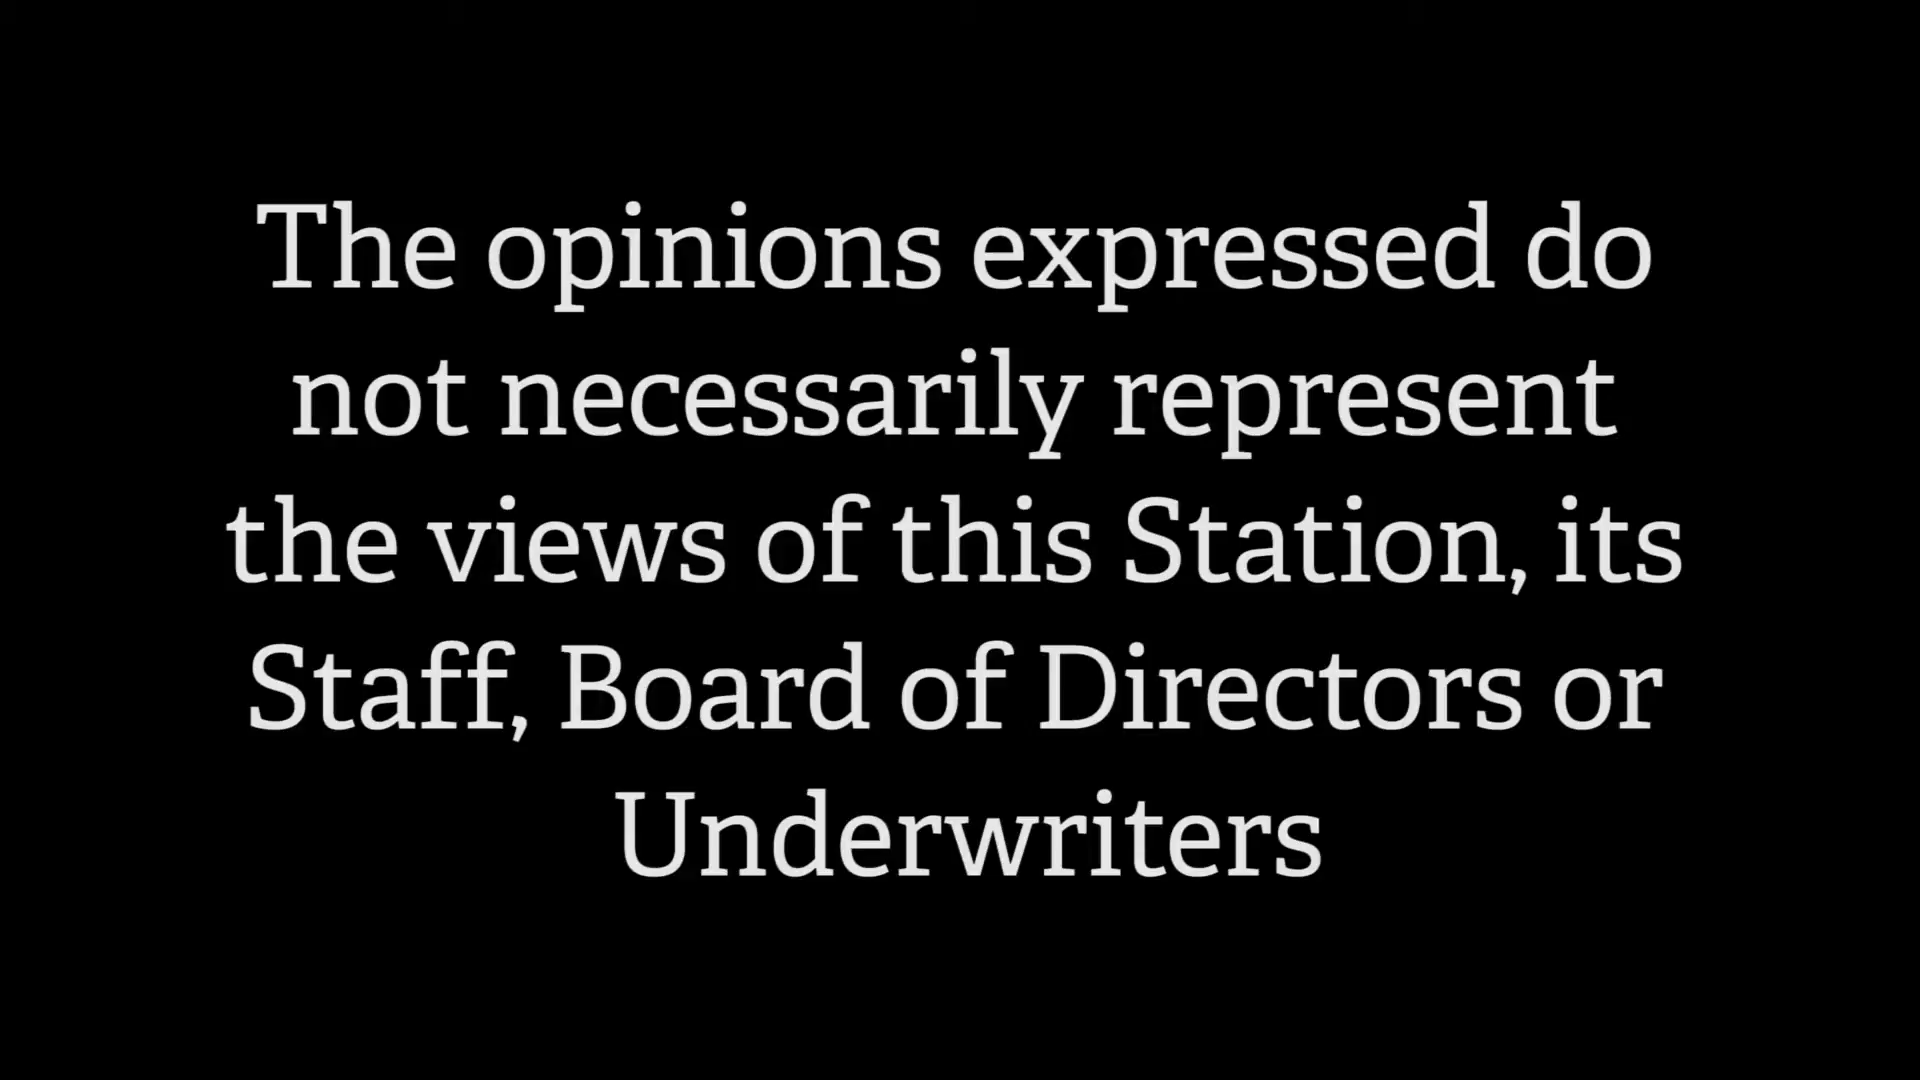 The opinions expressed do
not necessarily represent
the views of this Station, its
Staff, Board of Directors or
Underwriters